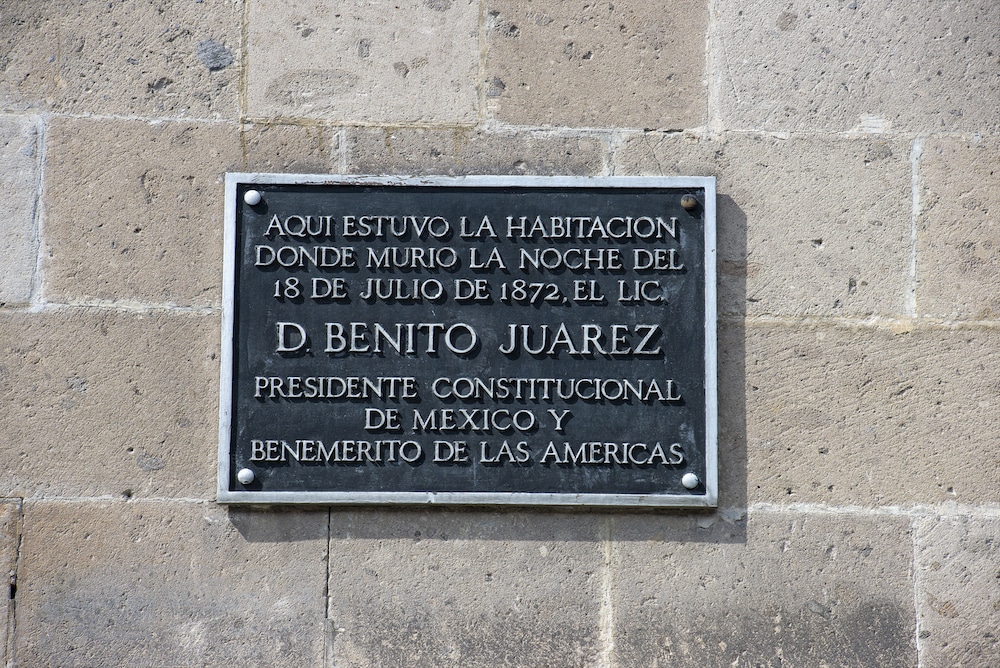 AQUI ESTUVO LA HABITACION
DONDE MURIO LA NOCHE DEL
18 DE JULIO DE 1872, EL LIC.
D. BENITO JUAREZ
PRESIDENTE CONSTITUCIONAL
DE MEXICO Y
BENEMERITO DE LAS AMERICAS